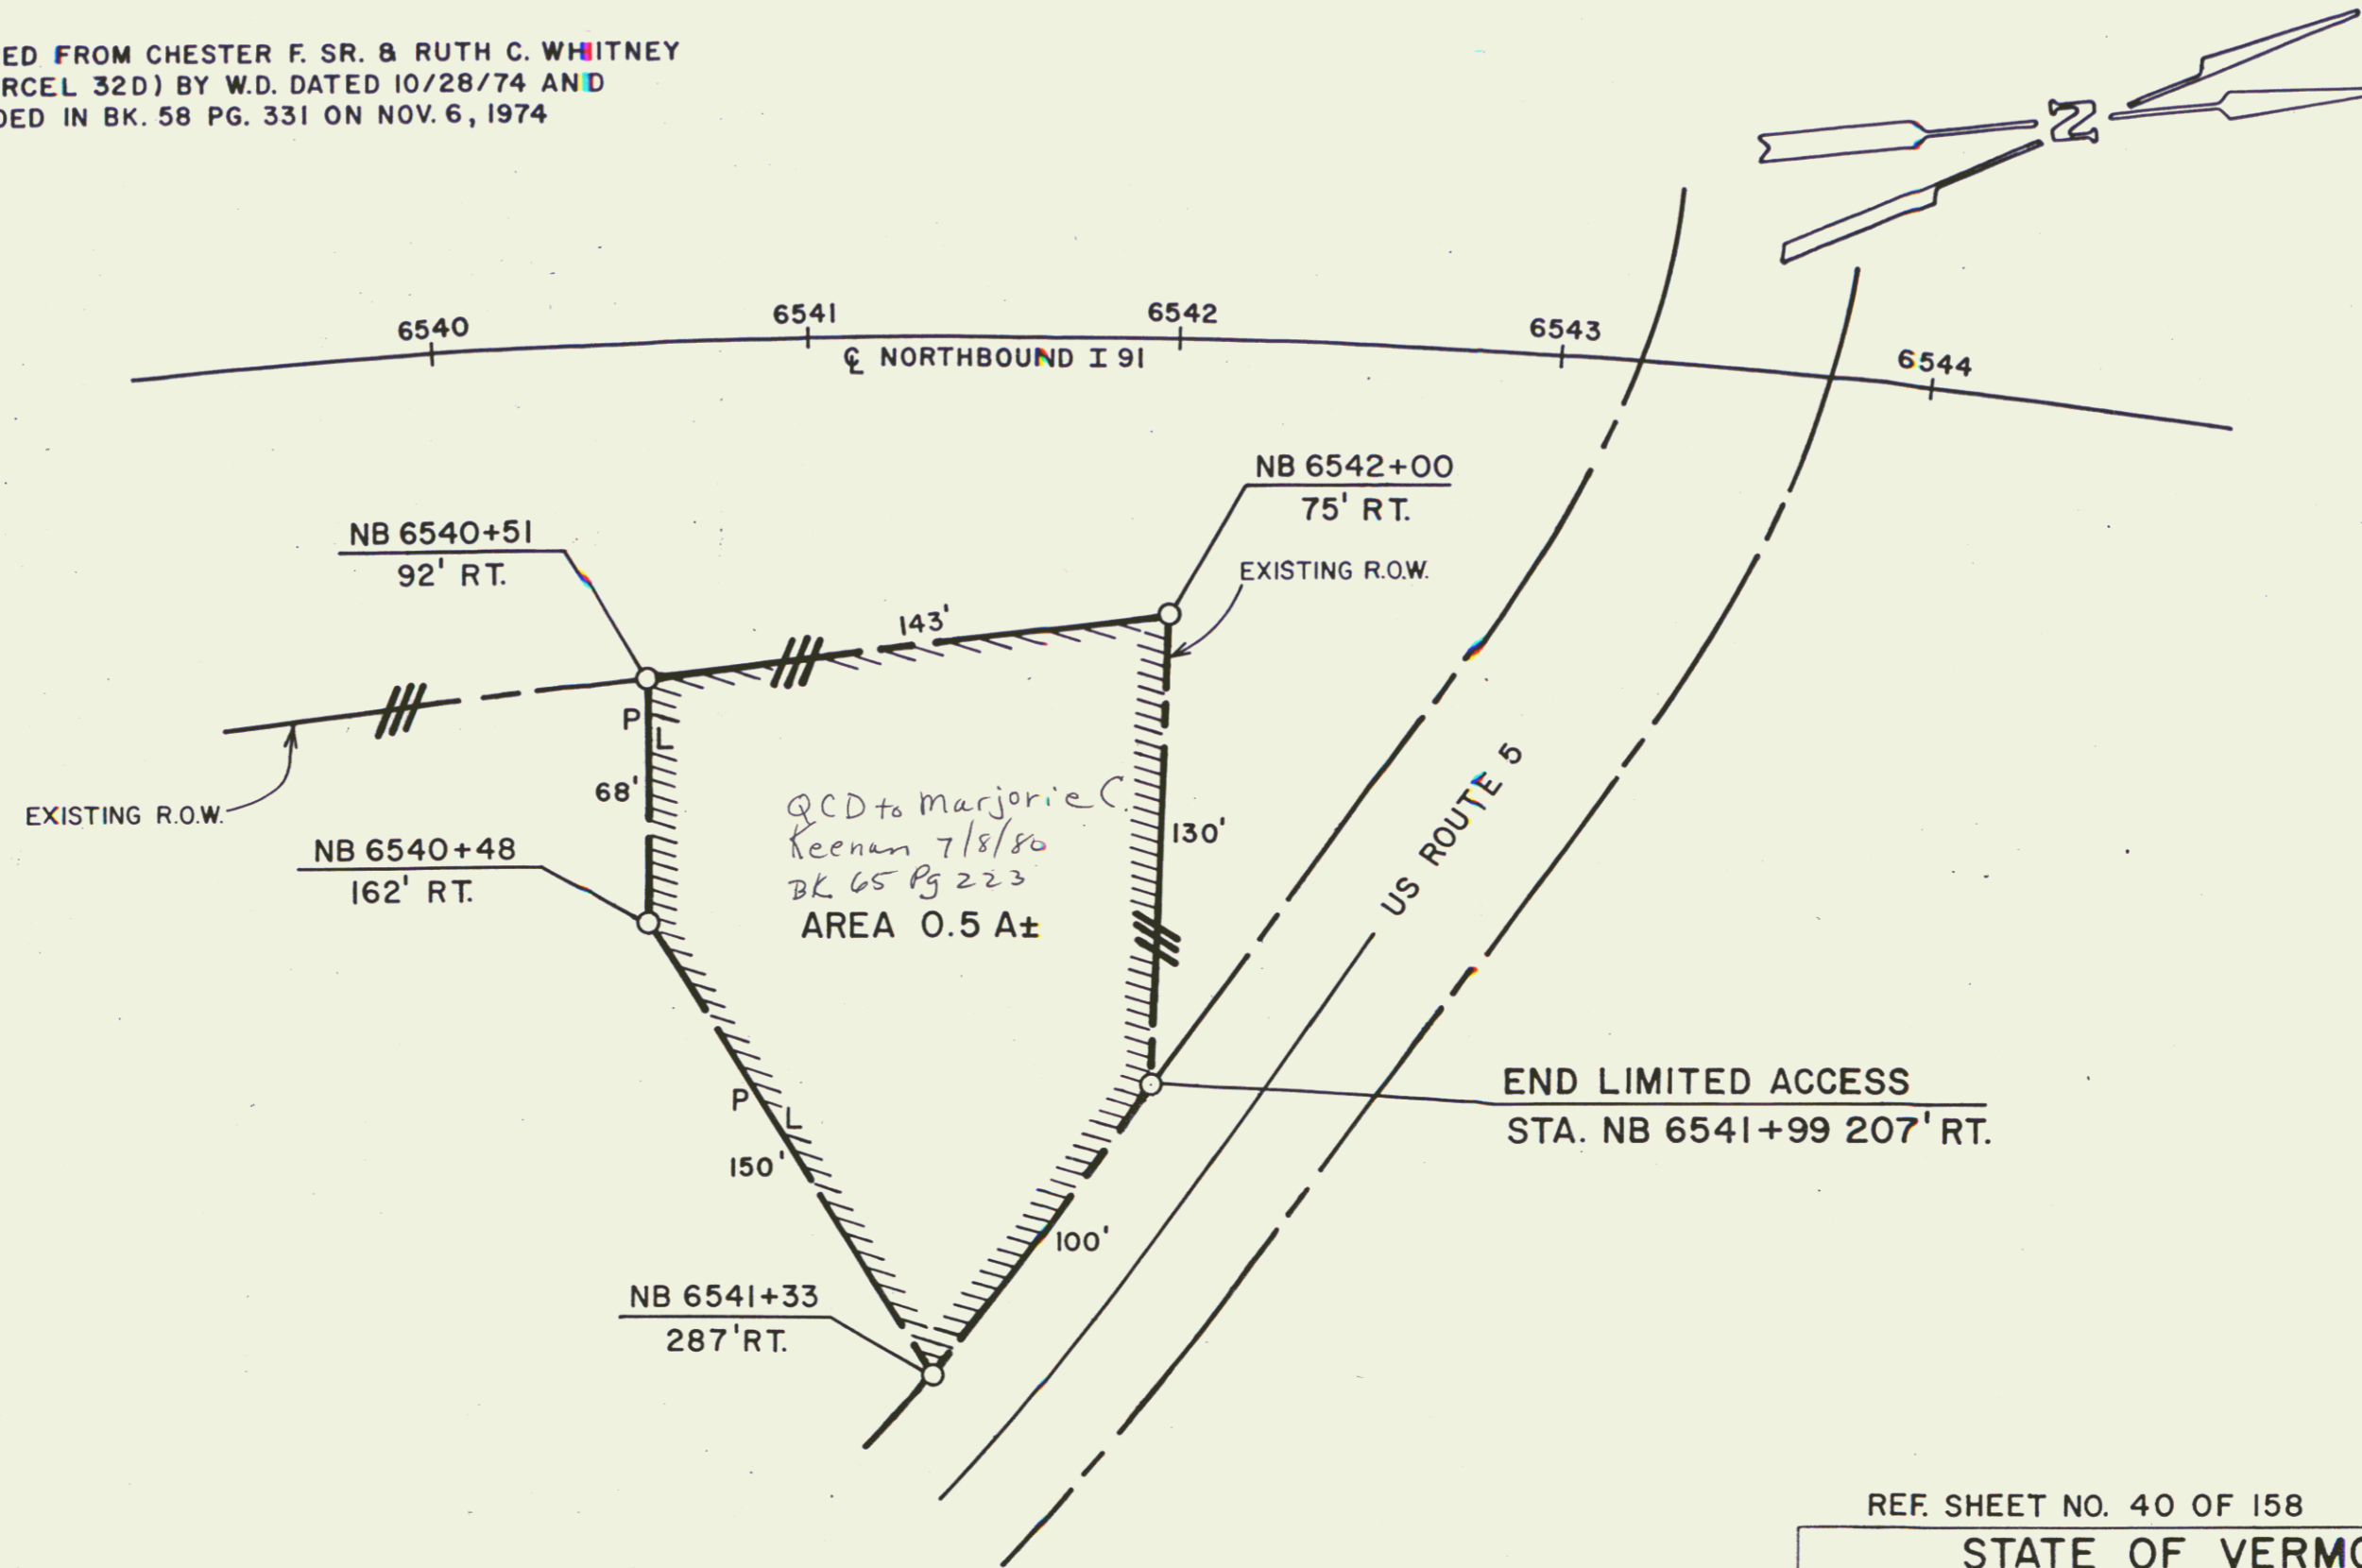 ED FROM CHESTER F. SR. & RUTH C. WHITNEY
RCEL 32D) BY W.D. DATED 10/28/74 AND
DED IN BK. 58 PG. 331 ON NOV. 6, 1974
N
6540
6541
6542
6543
6544
℄ NORTHBOUND I 91
NB 6542+00
75' RT.
NB 6540+51
92' RT.
EXISTING R.O.W.
143'
P L
68'
EXISTING R.O.W.
US ROUTE 5
QCD to Marjorie C.
Keenan 7/8/80
BK 65 Pg 223
AREA 0.5 A±
130'
NB 6540+48
162' RT.
END LIMITED ACCESS
STA. NB 6541+99 207' RT.
P L
150'
100'
NB 6541+33
287' RT.
REF. SHEET NO. 40 OF 158
STATE OF VERMO